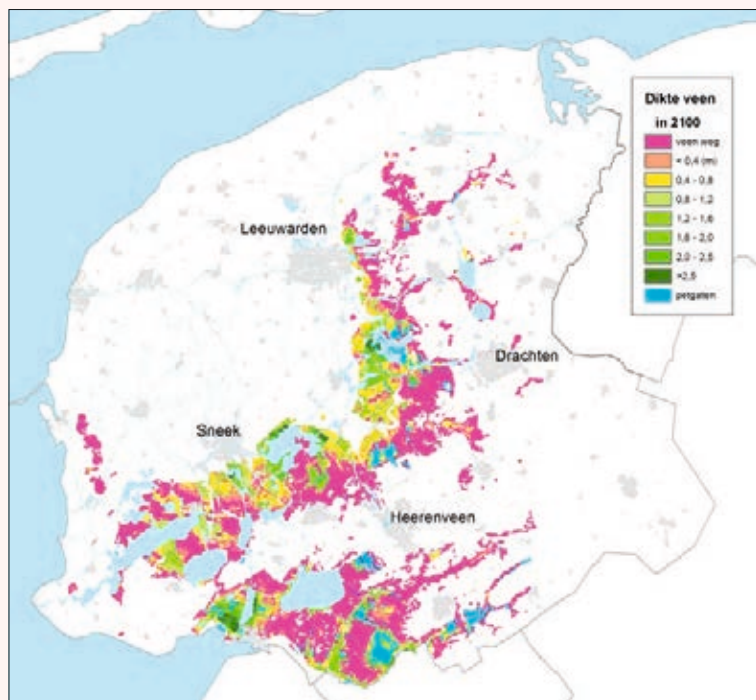 Dikte veen
in 2100
veen weg
< 0,4 (m)
0,4 - 0,8
0,8 - 1,2
1,2 - 1,6
1,6 - 2,0
2,0 - 2,5
>2,5
petgaten
Leeuwarden
Drachten
Sneek
Heerenveen